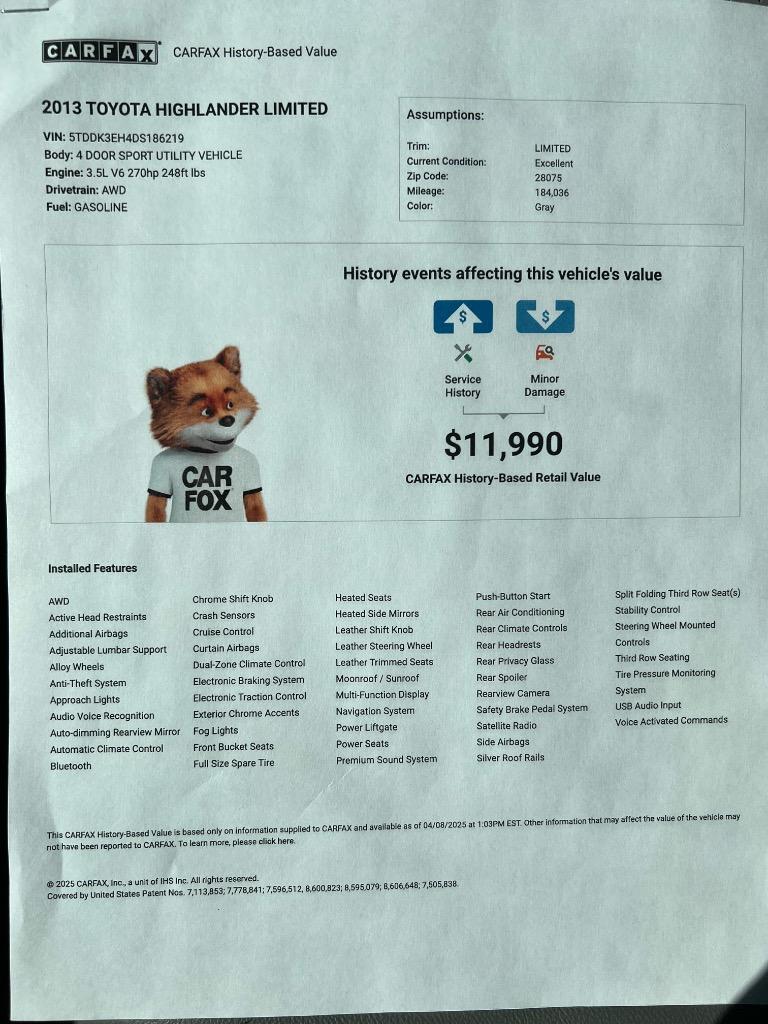 CARFAX CARFAX History-Based Value
2013 TOYOTA HIGHLANDER LIMITED
VIN: 5TDDK3EH4DS186219
Body: 4 DOOR SPORT UTILITY VEHICLE
Engine: 3.5L V6 270hp 248ft lbs
Drivetrain: AWD
Fuel: GASOLINE
Assumptions:
Trim: LIMITED
Current Condition: Excellent
Zip Code: 28075
Mileage: 184,036
Color: Gray
History events affecting this vehicle's value
$ $
Service History
Minor Damage
$11,990
CARFAX History-Based Retail Value
CAR
FOX
Installed Features
AWD
Active Head Restraints
Additional Airbags
Adjustable Lumbar Support
Alloy Wheels
Anti-Theft System
Approach Lights
Audio Voice Recognition
Auto-dimming Rearview Mirror
Automatic Climate Control
Bluetooth
Chrome Shift Knob
Crash Sensors
Cruise Control
Curtain Airbags
Dual-Zone Climate Control
Electronic Braking System
Electronic Traction Control
Exterior Chrome Accents
Fog Lights
Front Bucket Seats
Full Size Spare Tire
Heated Seats
Heated Side Mirrors
Leather Shift Knob
Leather Steering Wheel
Leather Trimmed Seats
Moonroof / Sunroof
Multi-Function Display
Navigation System
Power Liftgate
Power Seats
Premium Sound System
Push-Button Start
Rear Air Conditioning
Rear Climate Controls
Rear Headrests
Rear Privacy Glass
Rear Spoiler
Rearview Camera
Safety Brake Pedal System
Satellite Radio
Side Airbags
Silver Roof Rails
Split Folding Third Row Seat(s)
Stability Control
Steering Wheel Mounted
Controls
Third Row Seating
Tire Pressure Monitoring
System
USB Audio Input
Voice Activated Commands
This CARFAX History-Based Value is based only on information supplied to CARFAX and available as of 04/08/2025 at 1:03PM EST. Other information that may affect the value of the vehicle may
not have been reported to CARFAX. To learn more, please click here.
© 2025 CARFAX, Inc., a unit of IHS Inc. All rights reserved.
Covered by United States Patent Nos. 7,113,853; 7,778,841; 7,596,512, 8,600,823; 8,595,079; 8,606,648; 7,505,838.